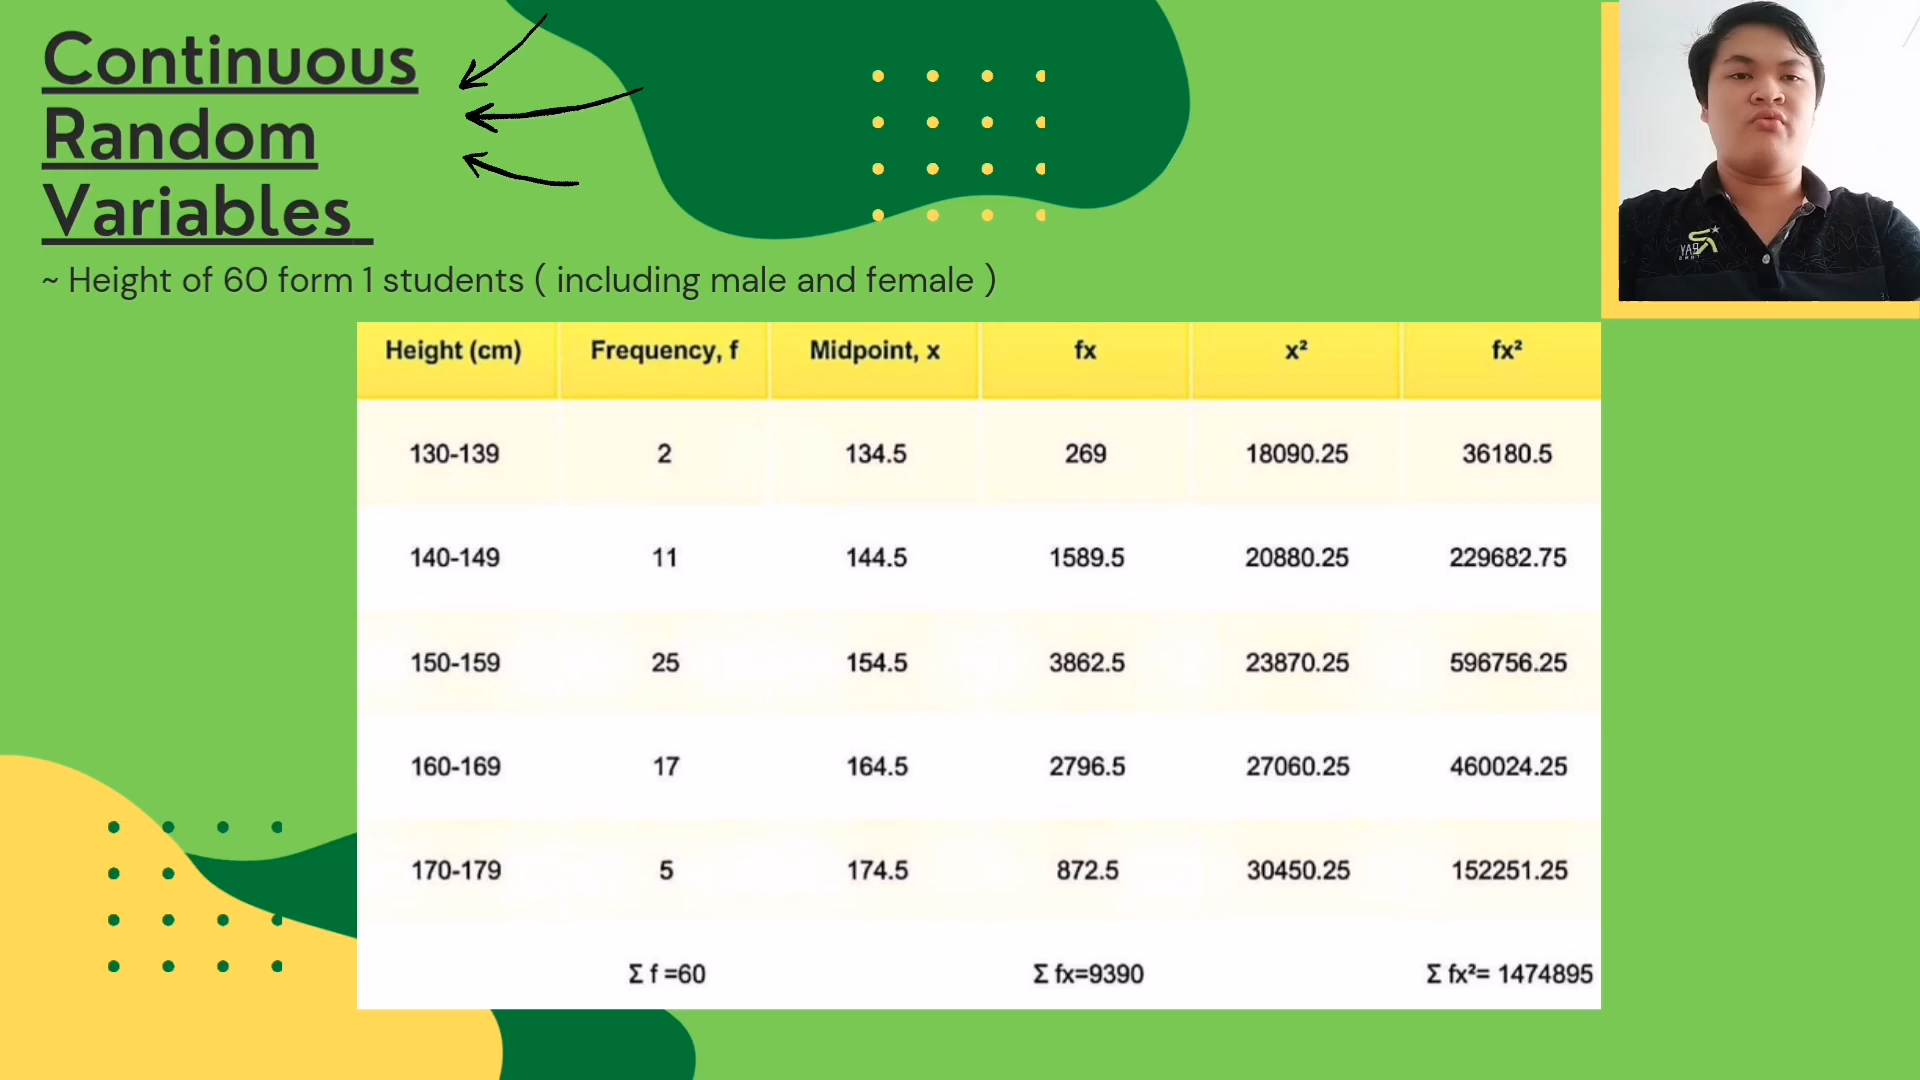 Continuous
Random
Variables
~ Height of 60 form 1 students ( including male and female )
Height (cm) Frequency, f Midpoint, x fx x² fx²
130-139 2 134.5 269 18090.25 36180.5
140-149 11 144.5 1589.5 20880.25 229682.75
150-159 25 154.5 3862.5 23870.25 596756.25
160-169 17 164.5 2796.5 27060.25 460024.25
170-179 5 174.5 872.5 30450.25 152251.25
Σ f =60 Σ fx=9390 Σ fx²= 1474895